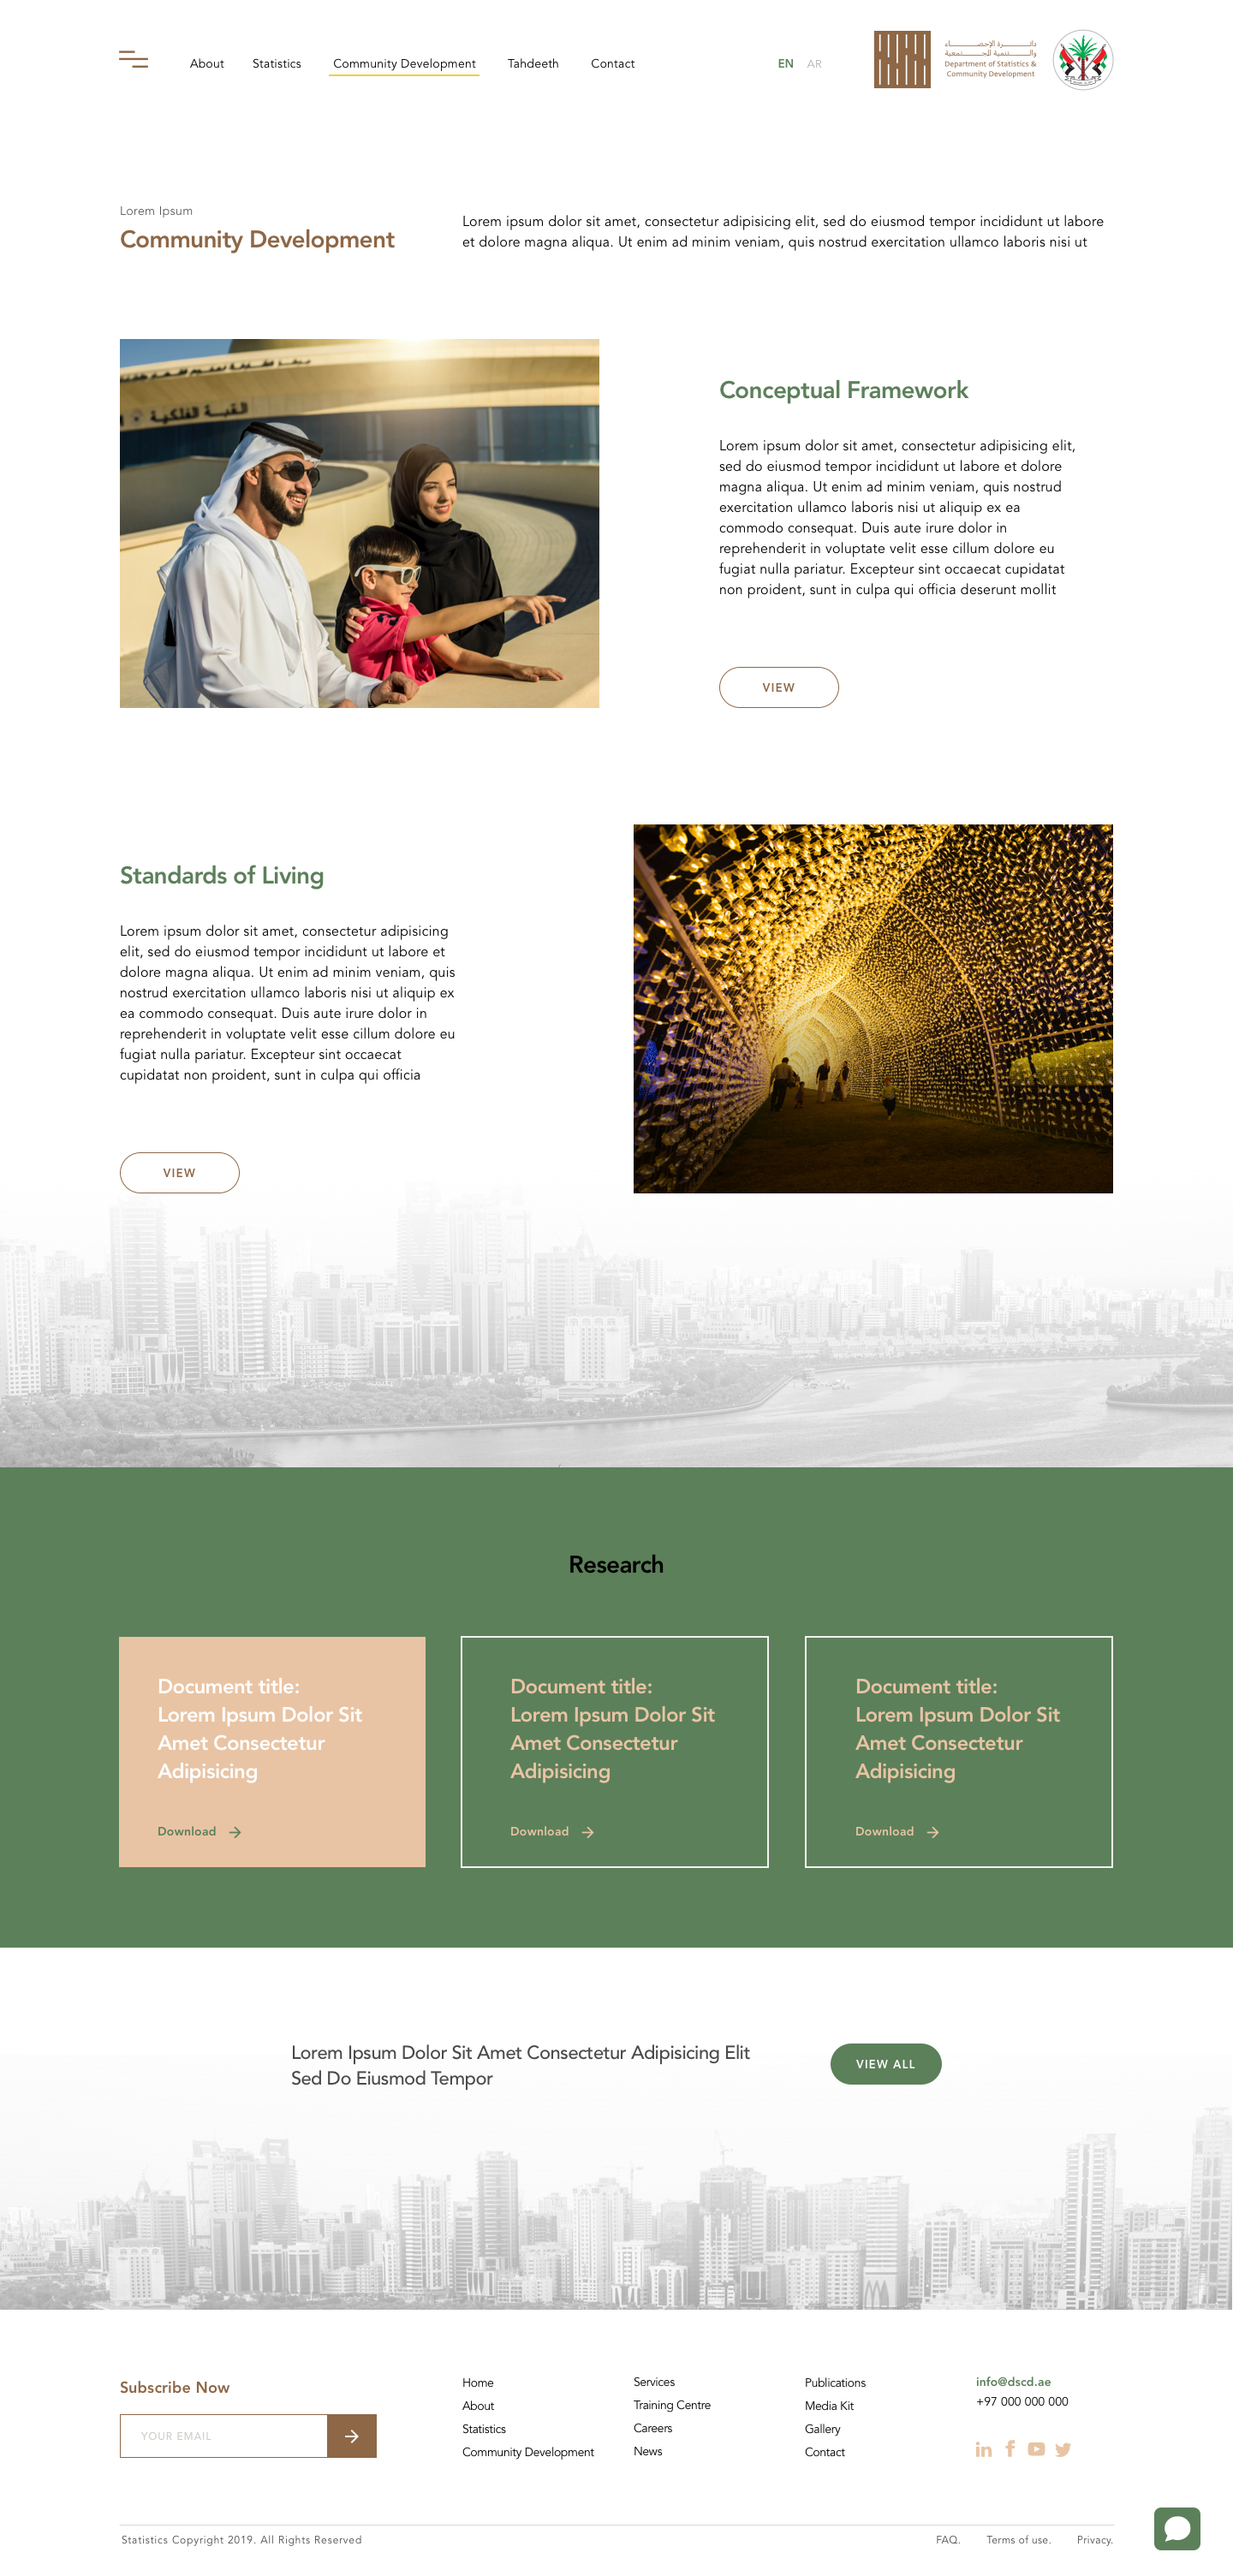 About
Statistics
Community Development
Tahdeeth
Contact
EN
AR
دائرة الإحصاء
والتنمية المجتمعية
Department of Statistics &
Community Development
Lorem Ipsum
Community Development
Lorem ipsum dolor sit amet, consectetur adipisicing elit, sed do eiusmod tempor incididunt ut labore
et dolore magna aliqua. Ut enim ad minim veniam, quis nostrud exercitation ullamco laboris nisi ut
القبة الفلكية
Conceptual Framework
Lorem ipsum dolor sit amet, consectetur adipisicing elit,
sed do eiusmod tempor incididunt ut labore et dolore
magna aliqua. Ut enim ad minim veniam, quis nostrud
exercitation ullamco laboris nisi ut aliquip ex ea
commodo consequat. Duis aute irure dolor in
reprehenderit in voluptate velit esse cillum dolore eu
fugiat nulla pariatur. Excepteur sint occaecat cupidatat
non proident, sunt in culpa qui officia deserunt mollit
VIEW
Standards of Living
Lorem ipsum dolor sit amet, consectetur adipisicing
elit, sed do eiusmod tempor incididunt ut labore et
dolore magna aliqua. Ut enim ad minim veniam, quis
nostrud exercitation ullamco laboris nisi ut aliquip ex
ea commodo consequat. Duis aute irure dolor in
reprehenderit in voluptate velit esse cillum dolore eu
fugiat nulla pariatur. Excepteur sint occaecat
cupidatat non proident, sunt in culpa qui officia
VIEW
Research
Document title:
Lorem Ipsum Dolor Sit
Amet Consectetur
Adipisicing
Download
Document title:
Lorem Ipsum Dolor Sit
Amet Consectetur
Adipisicing
Download
Document title:
Lorem Ipsum Dolor Sit
Amet Consectetur
Adipisicing
Download
Lorem Ipsum Dolor Sit Amet Consectetur Adipisicing Elit
Sed Do Eiusmod Tempor
VIEW ALL
Subscribe Now
YOUR EMAIL
Home
About
Statistics
Community Development
Services
Training Centre
Careers
News
Publications
Media Kit
Gallery
Contact
info@dscd.ae
+97 000 000 000
Statistics Copyright 2019. All Rights Reserved
FAQ.
Terms of use.
Privacy.